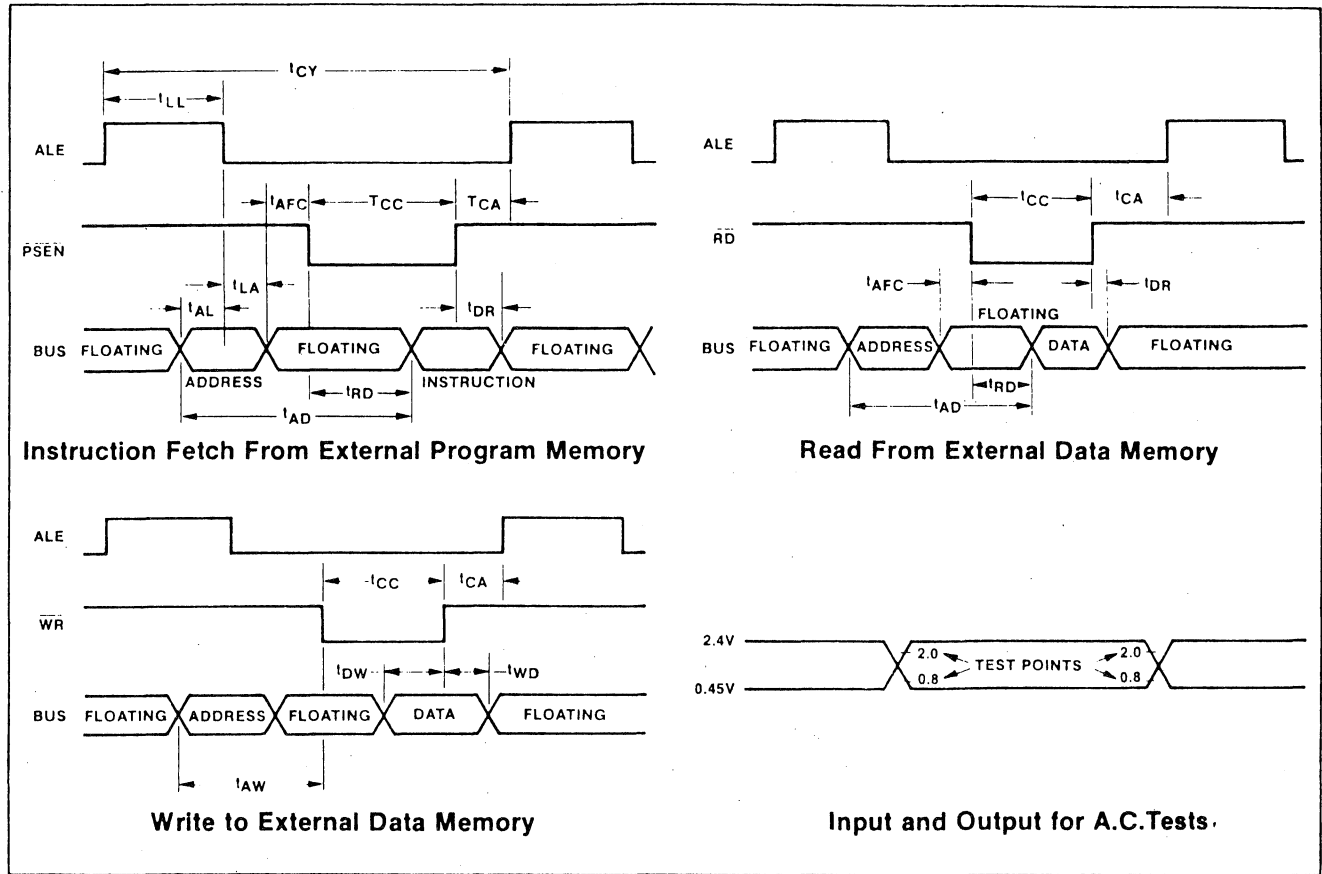 tCY
tLL
ALE
tAFC TCC TCA
PSEN
tLA
tAL
tDR
BUS FLOATING FLOATING FLOATING
ADDRESS INSTRUCTION
tRD
tAD
Instruction Fetch From External Program Memory
ALE
tCC tCA
RD
tAFC tDR
FLOATING
BUS FLOATING ADDRESS DATA FLOATING
tRD
tAD
Read From External Data Memory
ALE
tCC tCA
WR
tDW tWD
BUS FLOATING ADDRESS FLOATING DATA FLOATING
tAW
Write to External Data Memory
2.4V
2.0 TEST POINTS 2.0
0.8 0.8
0.45V
Input and Output for A.C.Tests